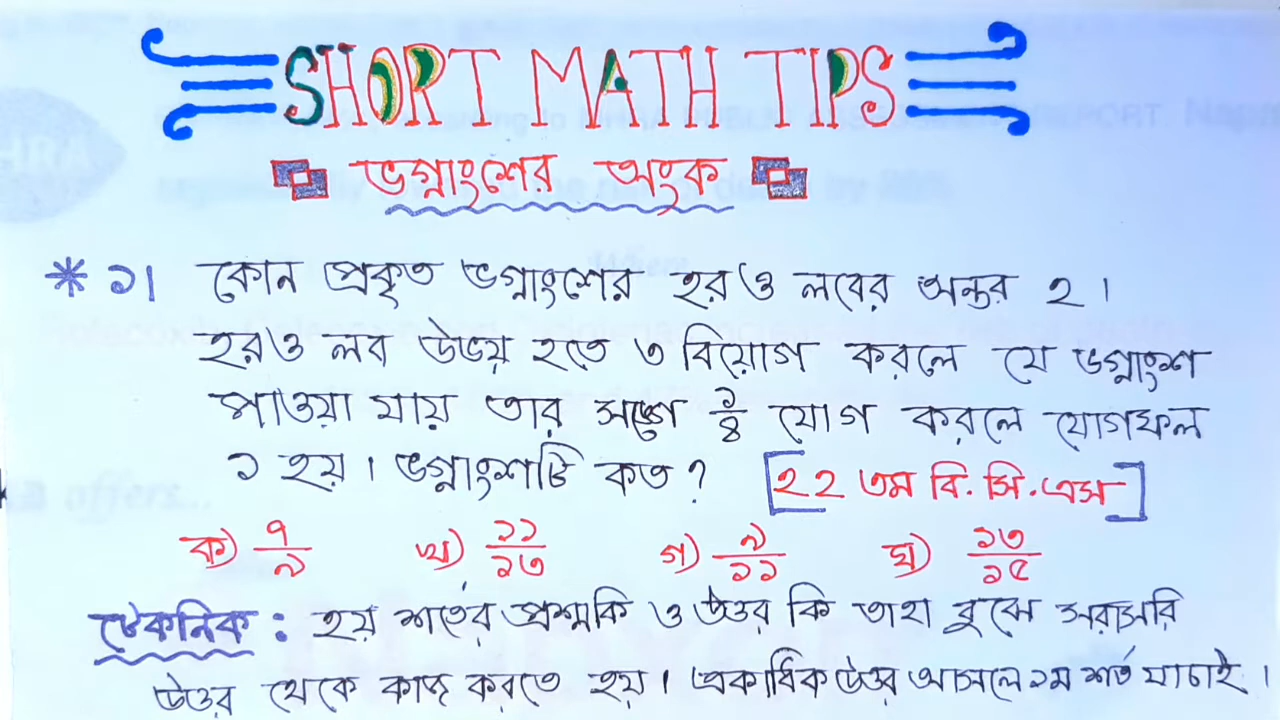 SHORT MATH TIPS
ভগ্নাংশের অংক
* ১। কোন প্রকৃত ভগ্নাংশের হর ও লবের অন্তর ২।
হর ও লব উভয় হতে ৩ বিয়োগ করলে যে ভগ্নাংশ
পাওয়া যায় তার সঙ্গে ১/৪ যোগ করলে যোগফল
১ হয়। ভগ্নাংশটি কত? [২২ তম বি.সি.এস]
ক) ৭/৯ খ) ১১/১৩ গ) ৯/১১ ঘ) ১৩/১৫
টেকনিক: ২য় শর্তের প্রশ্ন কি ও উত্তর কি তাহা বুঝে সরাসরি
উত্তর থেকে কাজ করতে হয়। একাধিক উত্তর আসলে ১ম শর্ত যাচাই।
offers...